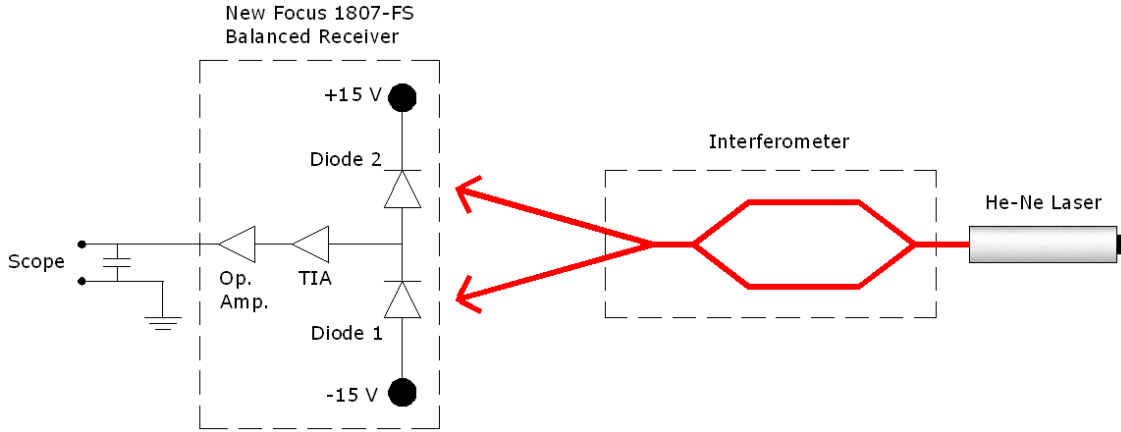 New Focus 1807-FS
Balanced Receiver
+15 V
Diode 2
Interferometer
He-Ne Laser
Scope
Op.
Amp.
TIA
Diode 1
-15 V